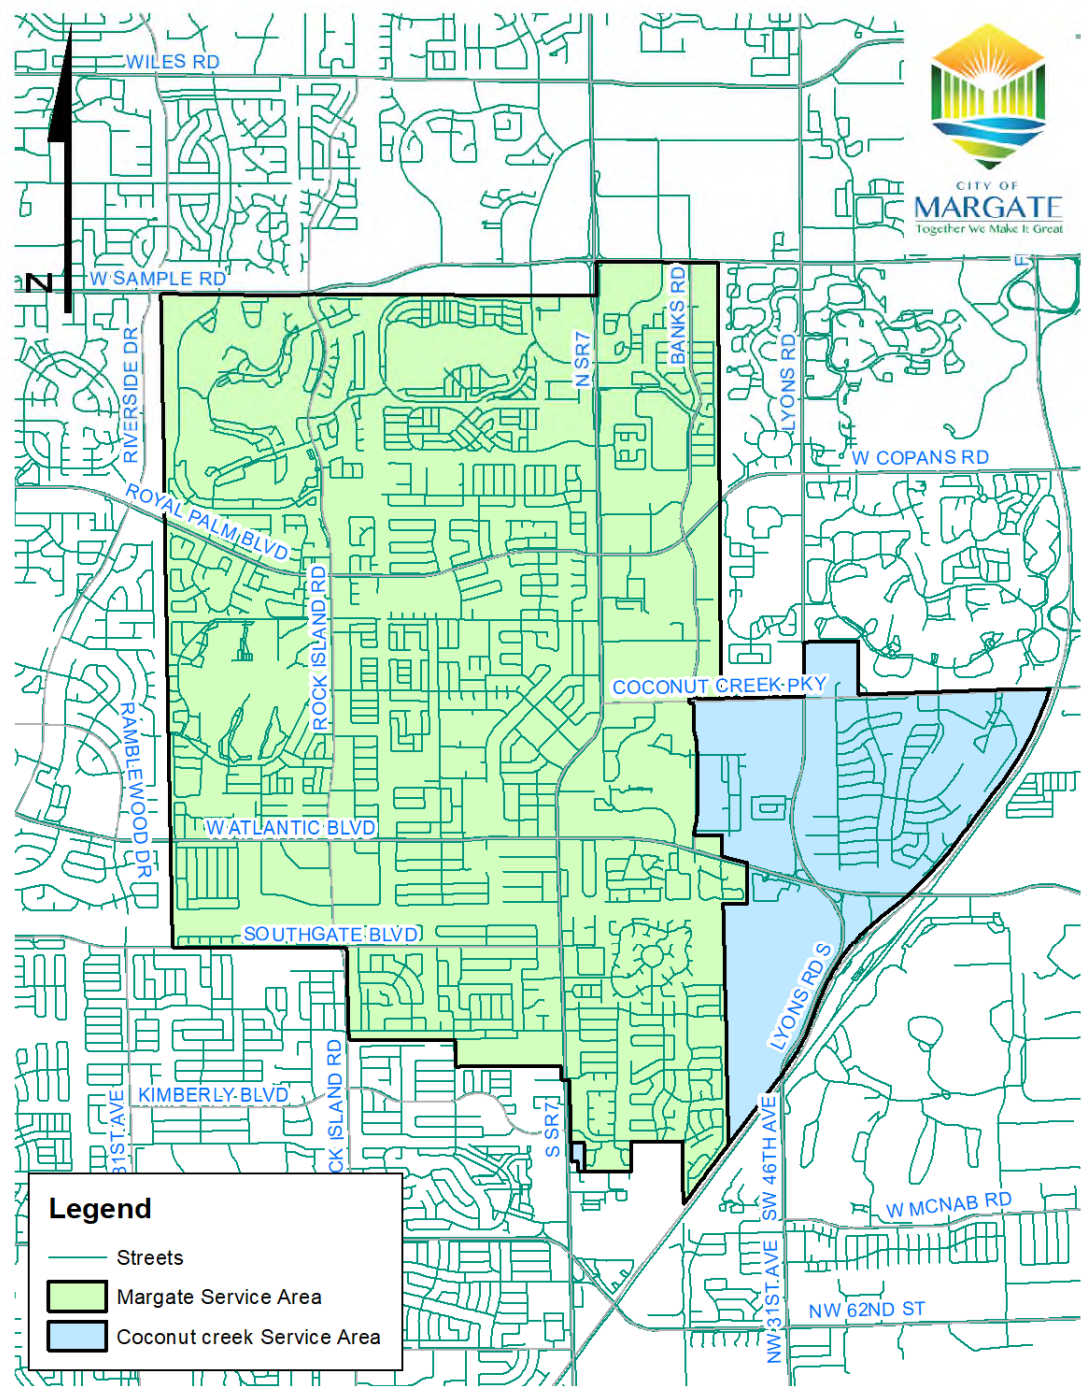 WILES RD
CITY OF
MARGATE
Together We Make It Great
N
W SAMPLE RD
RIVERSIDE DR
N SR7
BANKS RD
LYONS RD
W COPANS RD
ROYAL PALM BLVD
ROCK ISLAND RD
COCONUT CREEK PKY
RAMBLEWOOD DR
W ATLANTIC BLVD
SOUTHGATE BLVD
LYONS RD S
KIMBERLY BLVD
81ST AVE
CK ISLAND RD
S SR7
SW 46TH AVE
W MCNAB RD
NW 31ST AVE
NW 62ND ST
Legend
Streets
Margate Service Area
Coconut creek Service Area